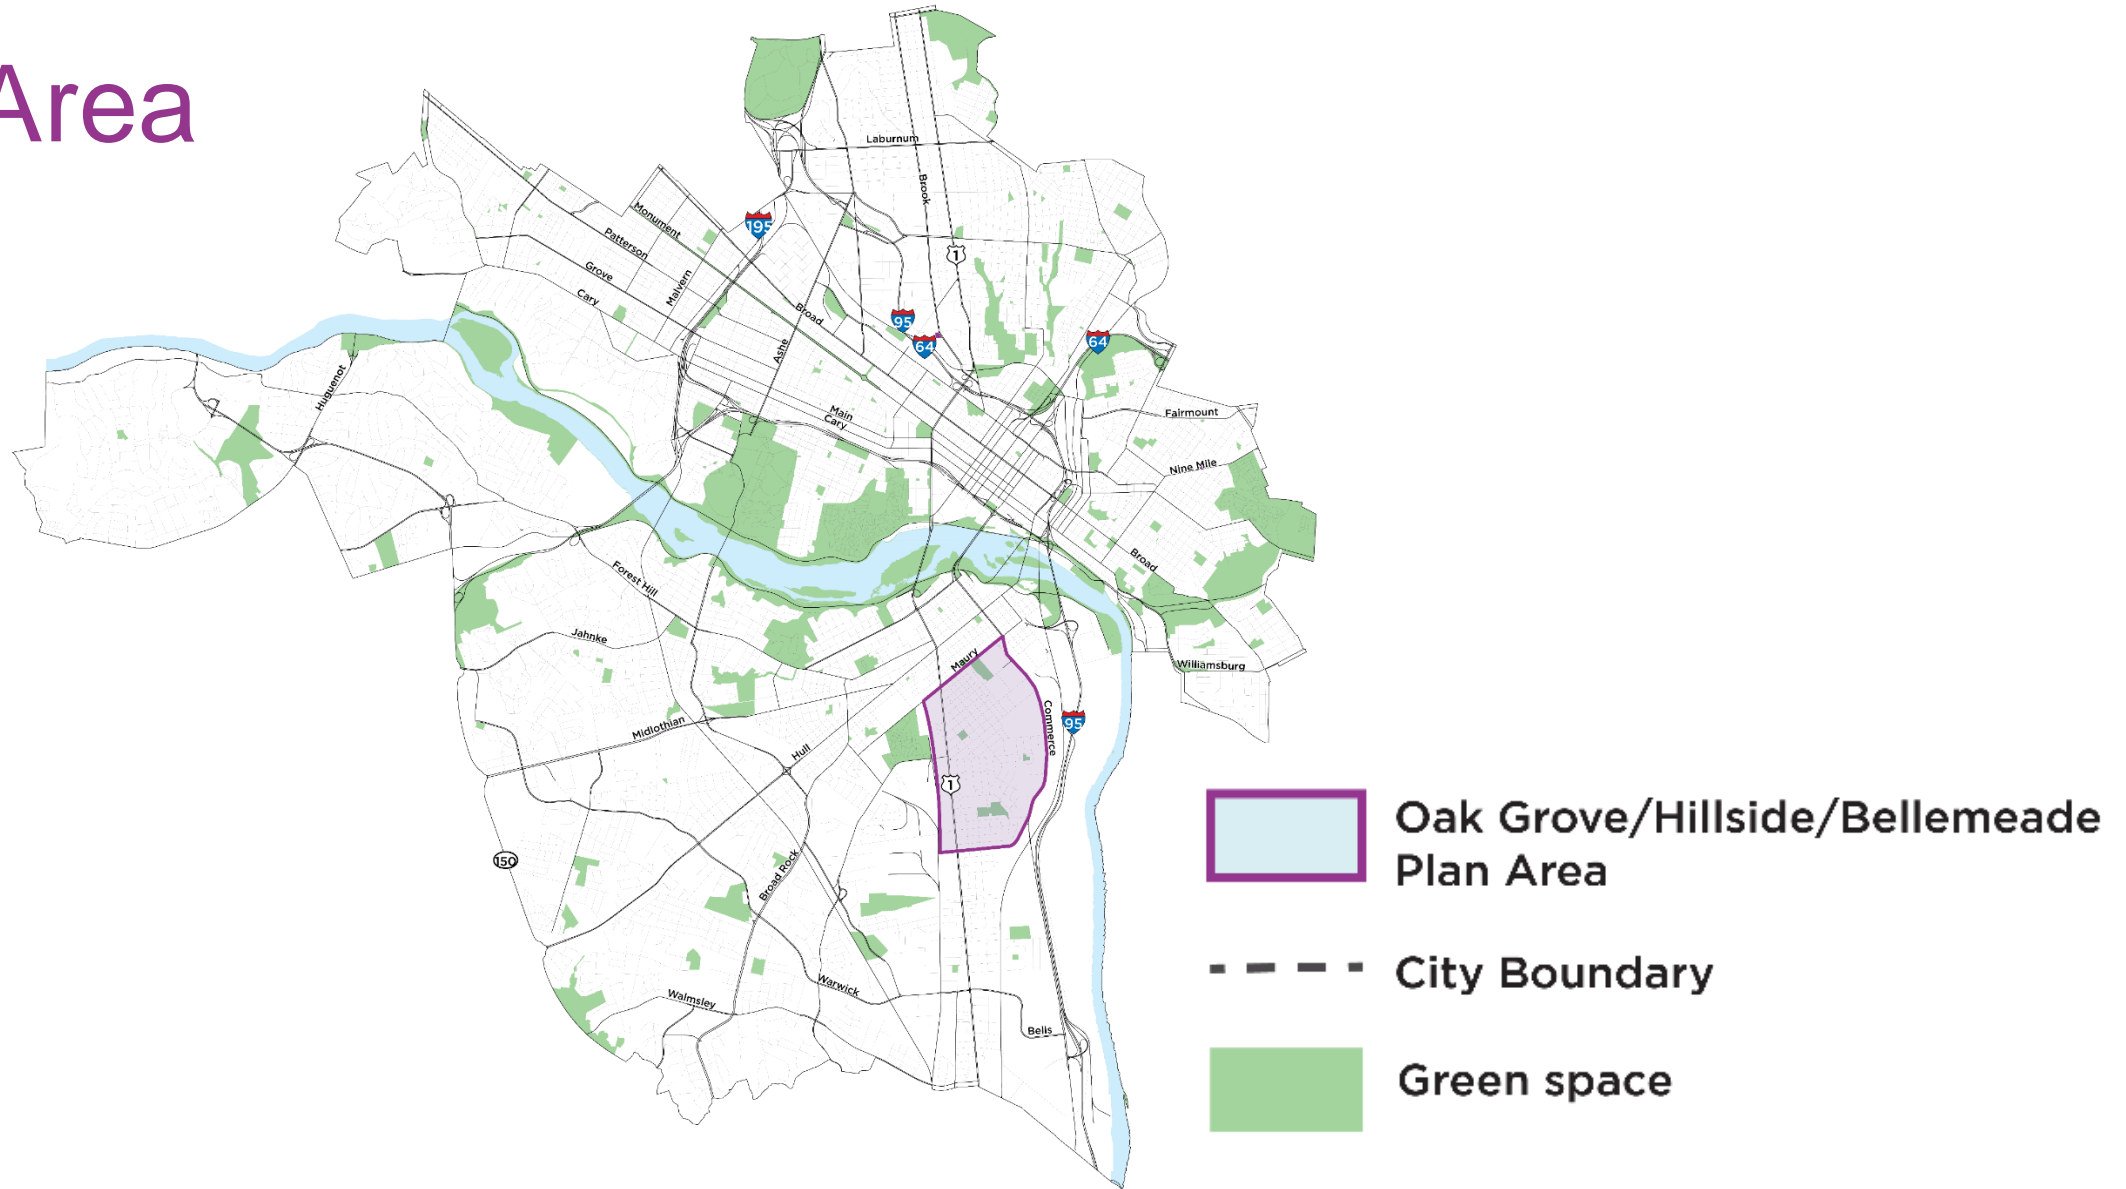 Area
Laburnum
Brook
195
Monument
Patterson
Grove
Malvern
Cary
1
Broad
95
64
64
Ashe
Huguenot
Main
Cary
Fairmount
Nine Mile
Broad
Forest Hill
Jahnke
Maury
Williamsburg
Commerce
95
Midlothian
Hull
1
150
Broad Rock
Warwick
Walmsley
Bells
Oak Grove/Hillside/Bellemeade
Plan Area
City Boundary
Green space